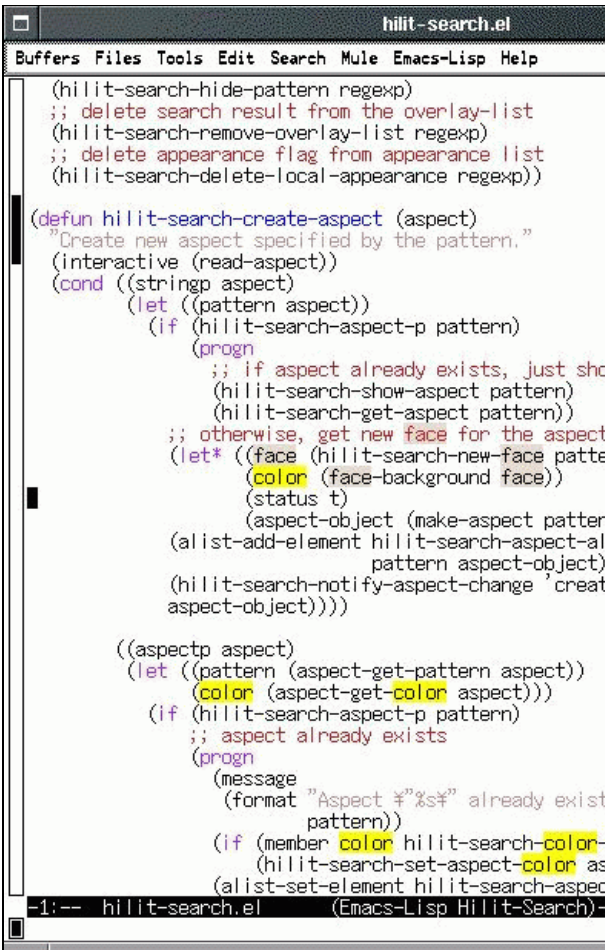 hilit-search.el
Buffers Files Tools Edit Search Mule Emacs-Lisp Help
(hilit-search-hide-pattern regexp)
;; delete search result from the overlay-list
(hilit-search-remove-overlay-list regexp)
;; delete appearance flag from appearance list
(hilit-search-delete-local-appearance regexp))
(defun hilit-search-create-aspect (aspect)
"Create new aspect specified by the pattern."
(interactive (read-aspect))
(cond ((stringp aspect)
(let ((pattern aspect))
(if (hilit-search-aspect-p pattern)
(progn
;; if aspect already exists, just sho
(hilit-search-show-aspect pattern)
(hilit-search-get-aspect pattern))
;; otherwise, get new face for the aspect
(let* ((face (hilit-search-new-face patte
(color (face-background face))
(status t)
(aspect-object (make-aspect patter
(alist-add-element hilit-search-aspect-al
pattern aspect-object)
(hilit-search-notify-aspect-change 'creat
aspect-object))))
((aspectp aspect)
(let ((pattern (aspect-get-pattern aspect))
(color (aspect-get-color aspect)))
(if (hilit-search-aspect-p pattern)
;; aspect already exists
(progn
(message
(format "Aspect ¥"%s¥" already exist
pattern))
(if (member color hilit-search-color-
(hilit-search-set-aspect-color as
(alist-set-element hilit-search-aspec
-1:-- hilit-search.el (Emacs-Lisp Hilit-Search)-